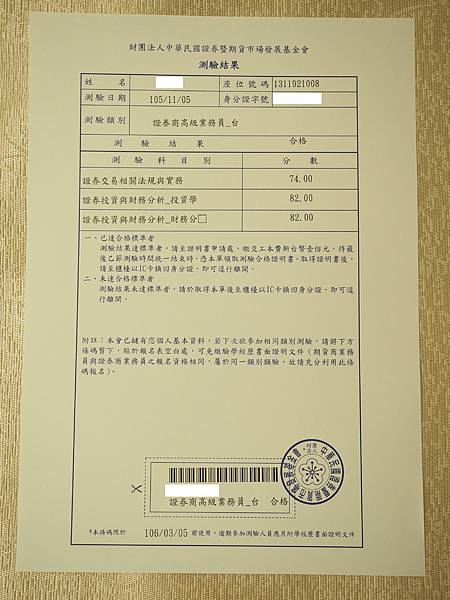 財團法人中華民國證券暨期貨市場發展基金會
測驗結果
姓 名 座位號碼 1311921008
測驗日期 105/11/05 身分證字號
測驗類別 證券商高級業務員_台
測 驗 結 果 合格
測 驗 科 目 別 分 數
證券交易相關法規與實務 74.00
證券投資與財務分析_投資學 82.00
證券投資與財務分析_財務分□ 82.00
一、已達合格標準者
測驗結果達標準者，請至證明書申請處，繳交工本費新台幣壹佰元，待最
後乙節測驗時間統一結束時，憑本單領取測驗合格證明書。取得證明書後，
請至櫃檯以IC卡換回身分證，即可逕行離開。
二、未達合格標準者
測驗結果未達標準者，請於取得本單後至櫃檯以IC卡換回身分證，即可逕
行離開。
附註：本會已鍵有您個人基本資料，若下次欲參加相同類別測驗，請將下方
條碼剪下，貼於報名表空白處，可免繳驗學經歷書面證明文件（期貨商業務
員與證券商業務員之報名資格相同，屬於同一類別類驗，故請充分利用此條
碼報名）。
證券商高級業務員_台 合格
財團
法人
*本條碼限於 106/03/05 前使用，逾期參加測驗人員應另附學經歷書面證明文件